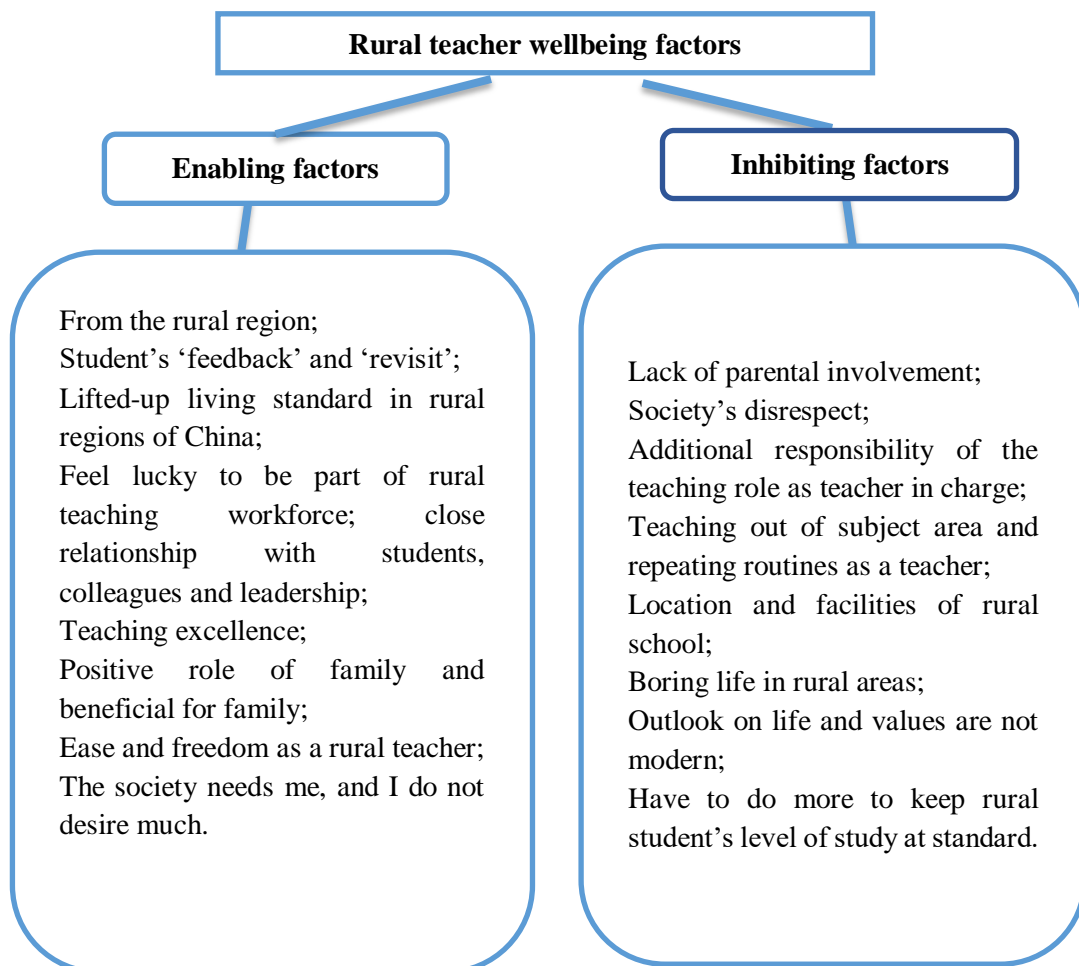 Rural teacher wellbeing factors
Enabling factors
Inhibiting factors
From the rural region;
Student’s ‘feedback’ and ‘revisit’;
Lifted-up living standard in rural
regions of China;
Feel lucky to be part of rural
teaching workforce; close
relationship with students,
colleagues and leadership;
Teaching excellence;
Positive role of family and
beneficial for family;
Ease and freedom as a rural teacher;
The society needs me, and I do not
desire much.
Lack of parental involvement;
Society’s disrespect;
Additional responsibility of the
teaching role as teacher in charge;
Teaching out of subject area and
repeating routines as a teacher;
Location and facilities of rural
school;
Boring life in rural areas;
Outlook on life and values are not
modern;
Have to do more to keep rural
student’s level of study at standard.